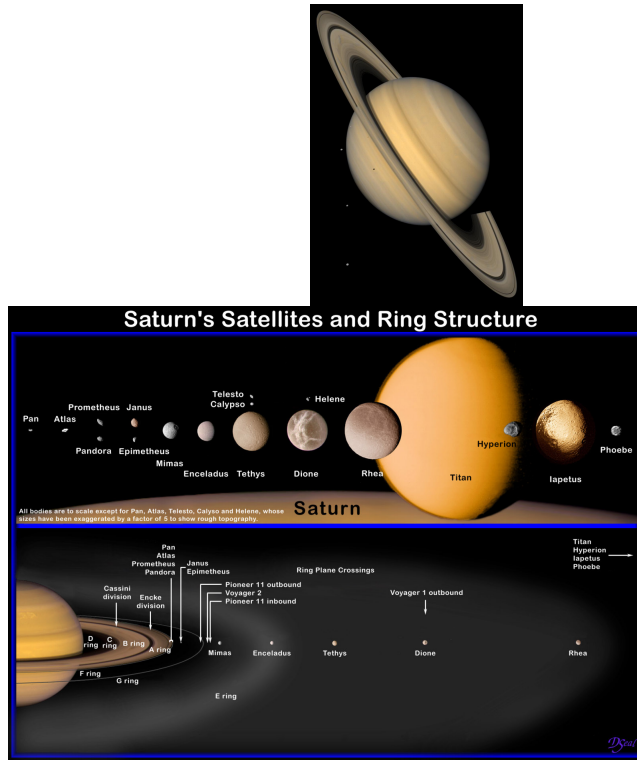 Saturn's Satellites and Ring Structure
Telesto
Calypso
Helene
Prometheus
Janus
Pan
Atlas
Pandora
Epimetheus
Mimas
Enceladus
Tethys
Dione
Rhea
Titan
Hyperion
Iapetus
Phoebe
All bodies are to scale except for Pan, Atlas, Telesto, Calyso and Helene, whose
sizes have been exaggerated by a factor of 5 to show rough topography.
Saturn
Pan
Atlas
Prometheus
Pandora
Janus
Epimetheus
Cassini
division
Encke
division
Pioneer 11 outbound
Voyager 2
Pioneer 11 inbound
Ring Plane Crossings
Voyager 1 outbound
Titan
Hyperion
Iapetus
Phoebe
D
ring
C
ring
B ring
A ring
F ring
G ring
E ring
Mimas
Enceladus
Tethys
Dione
Rhea
DSeal